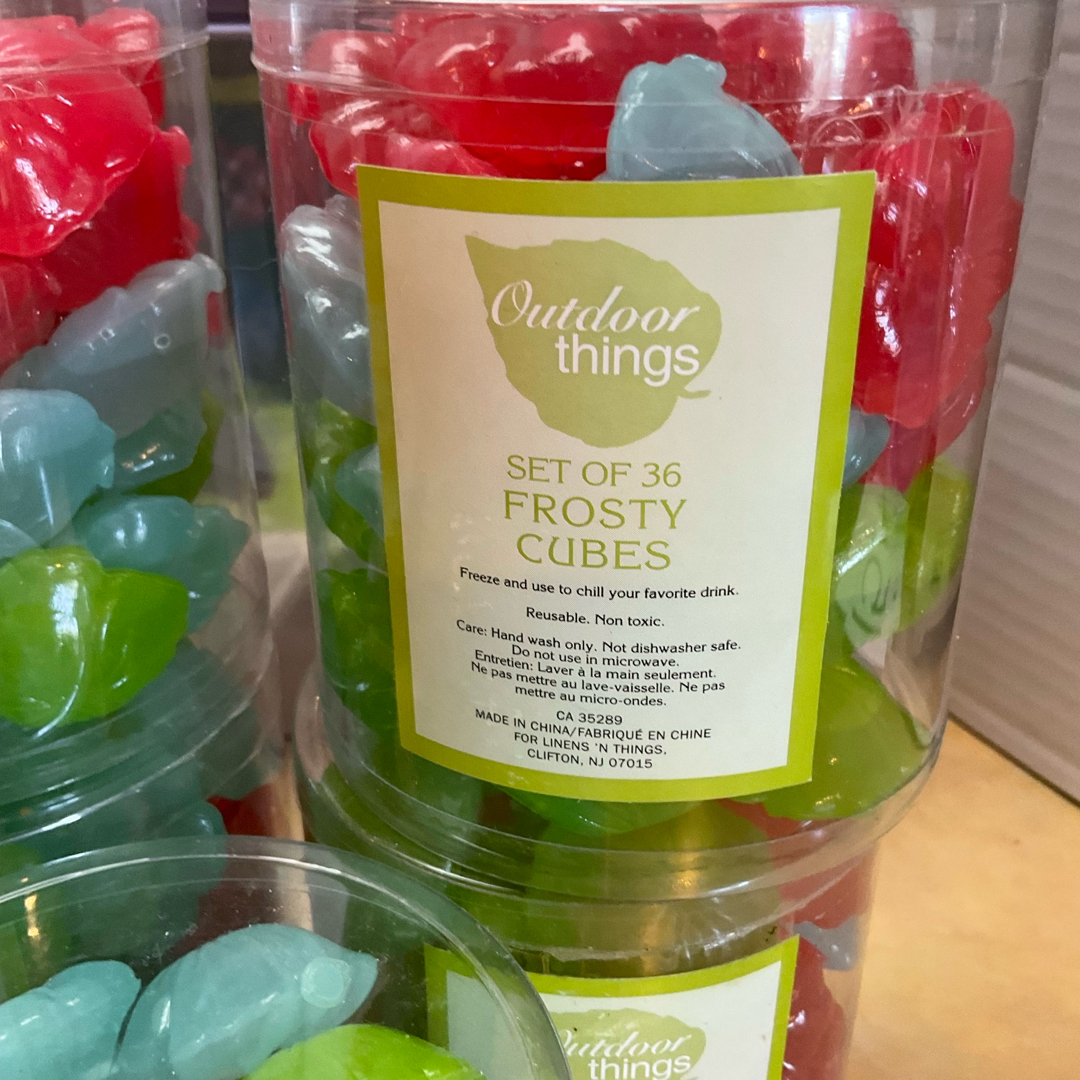 Outdoor
things
SET OF 36
FROSTY
CUBES
Freeze and use to chill your favorite drink.
Reusable. Non toxic.
Care: Hand wash only. Not dishwasher safe.
Do not use in microwave.
Entretien: Laver à la main seulement.
Ne pas mettre au lave-vaisselle. Ne pas
mettre au micro-ondes.
CA 35289
MADE IN CHINA/FABRIQUÉ EN CHINE
FOR LINENS 'N THINGS,
CLIFTON, NJ 07015
Outdoor
things